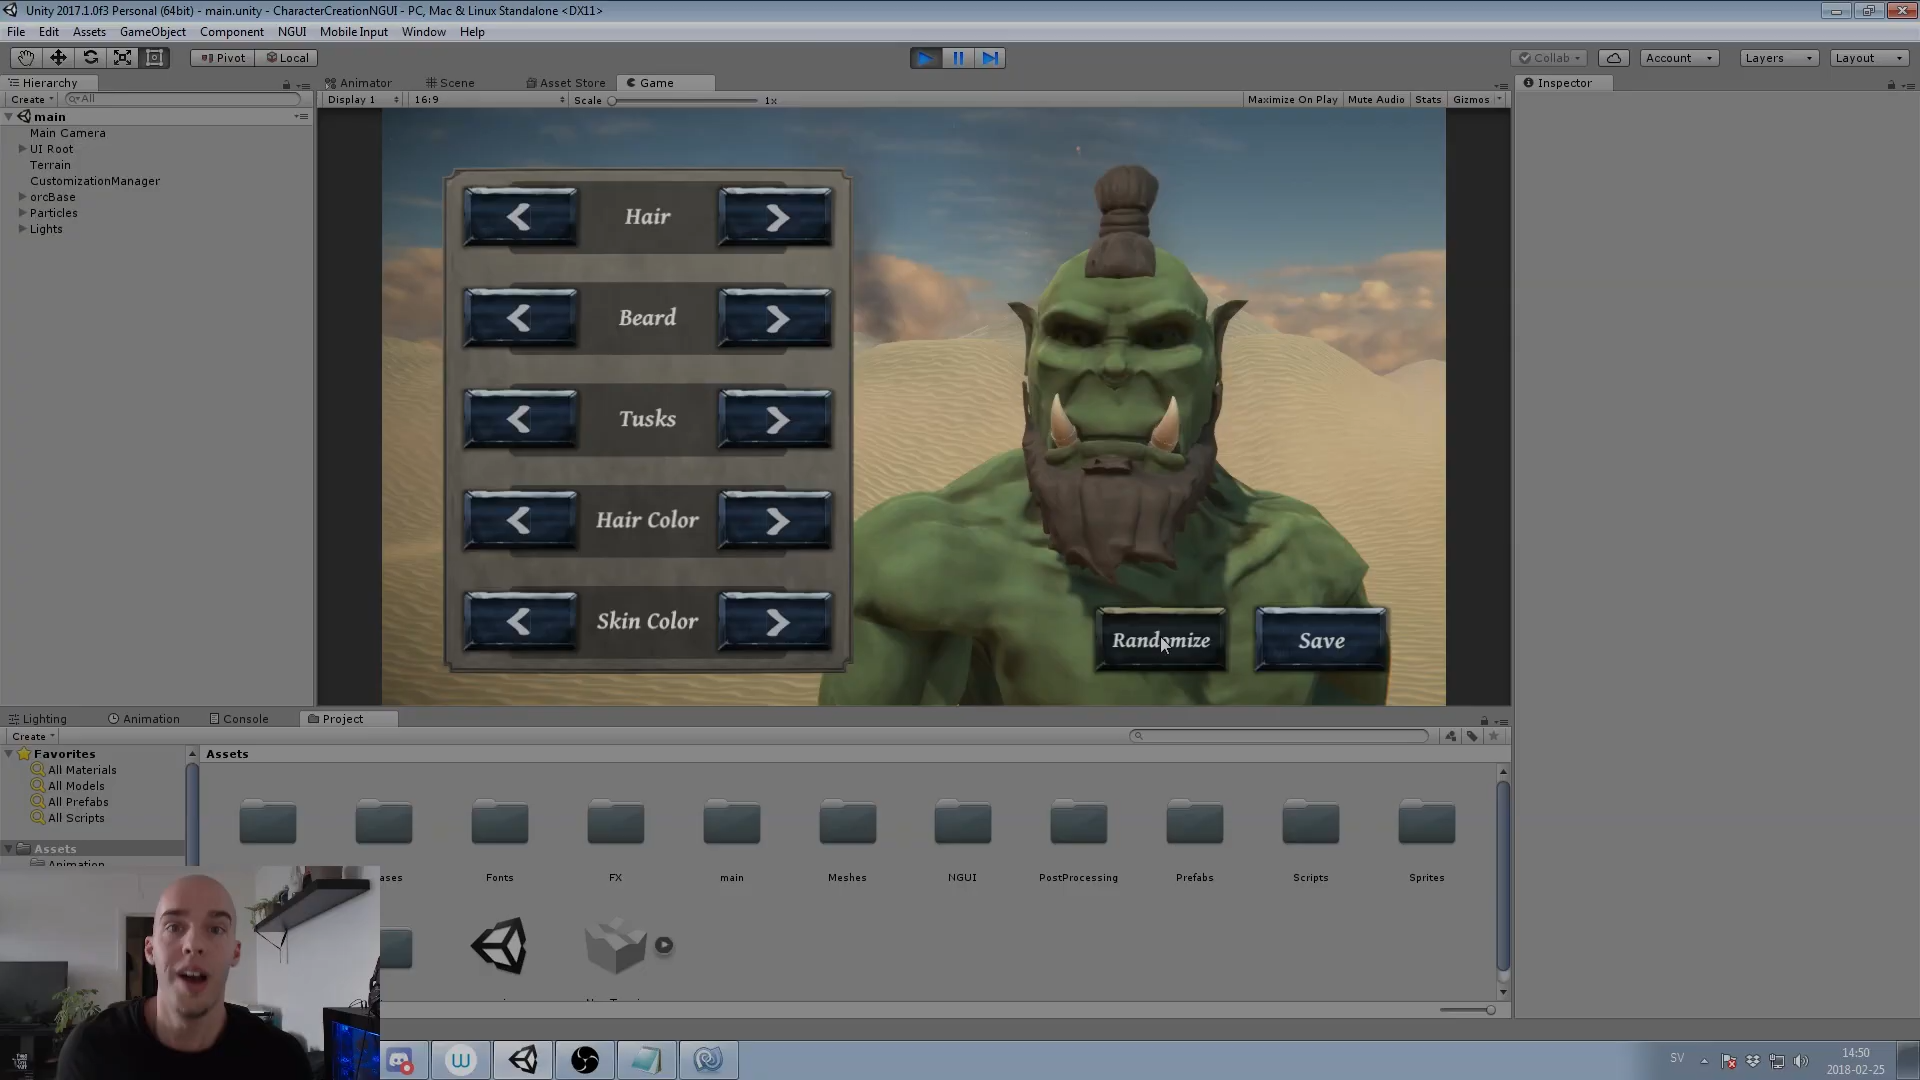 Unity 2017.1.0f3 Personal (64bit) - main.unity - CharacterCreationNGUI - PC, Mac & Linux Standalone <DX11>
File Edit Assets GameObject Component NGUI Mobile Input Window Help
Pivot Local Collab Account Layers Layout
Hierarchy Animator Scene Asset Store Game Inspector
Create All Display 1 16:9 Scale 1x Maximize On Play Mute Audio Stats Gizmos
main
Main Camera
UI Root
Terrain
CustomizationManager
orcBase
Particles
Lights
Hair
Beard
Tusks
Hair Color
Skin Color
Randomize Save
Lighting Animation Console Project
Create
Favorites
All Materials
All Models
All Prefabs
All Scripts
Assets
Animation
Assets
Fonts FX main Meshes NGUI PostProcessing Prefabs Scripts Sprites
SV 14:50
2018-02-25